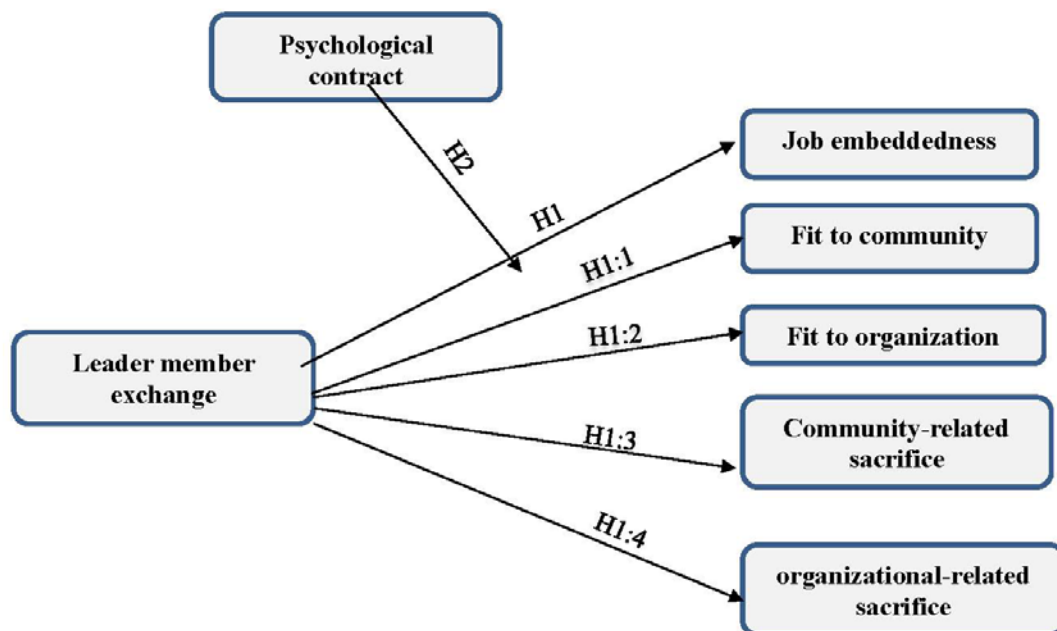 Psychological
contract
H2
Job embeddedness
H1
Fit to community
H1:1
Fit to organization
H1:2
Leader member
exchange
Community-related
sacrifice
H1:3
H1:4
organizational-related
sacrifice